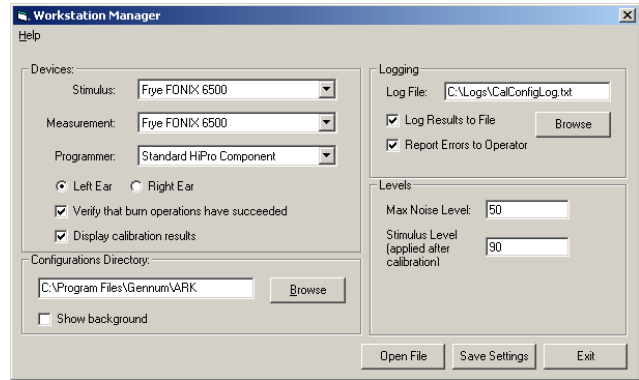 Workstation Manager
Help
Devices:
Stimulus: Frye FONIX 6500
Measurement: Frye FONIX 6500
Programmer: Standard HiPro Component
Left Ear Right Ear
Verify that burn operations have succeeded
Display calibration results
Configurations Directory:
C:\Program Files\Gennum\ARK Browse
Show background
Logging
Log File: C:\Logs\CalConfigLog.txt
Log Results to File Browse
Report Errors to Operator
Levels
Max Noise Level: 50
Stimulus Level
(applied after 90
calibration)
Open File Save Settings Exit